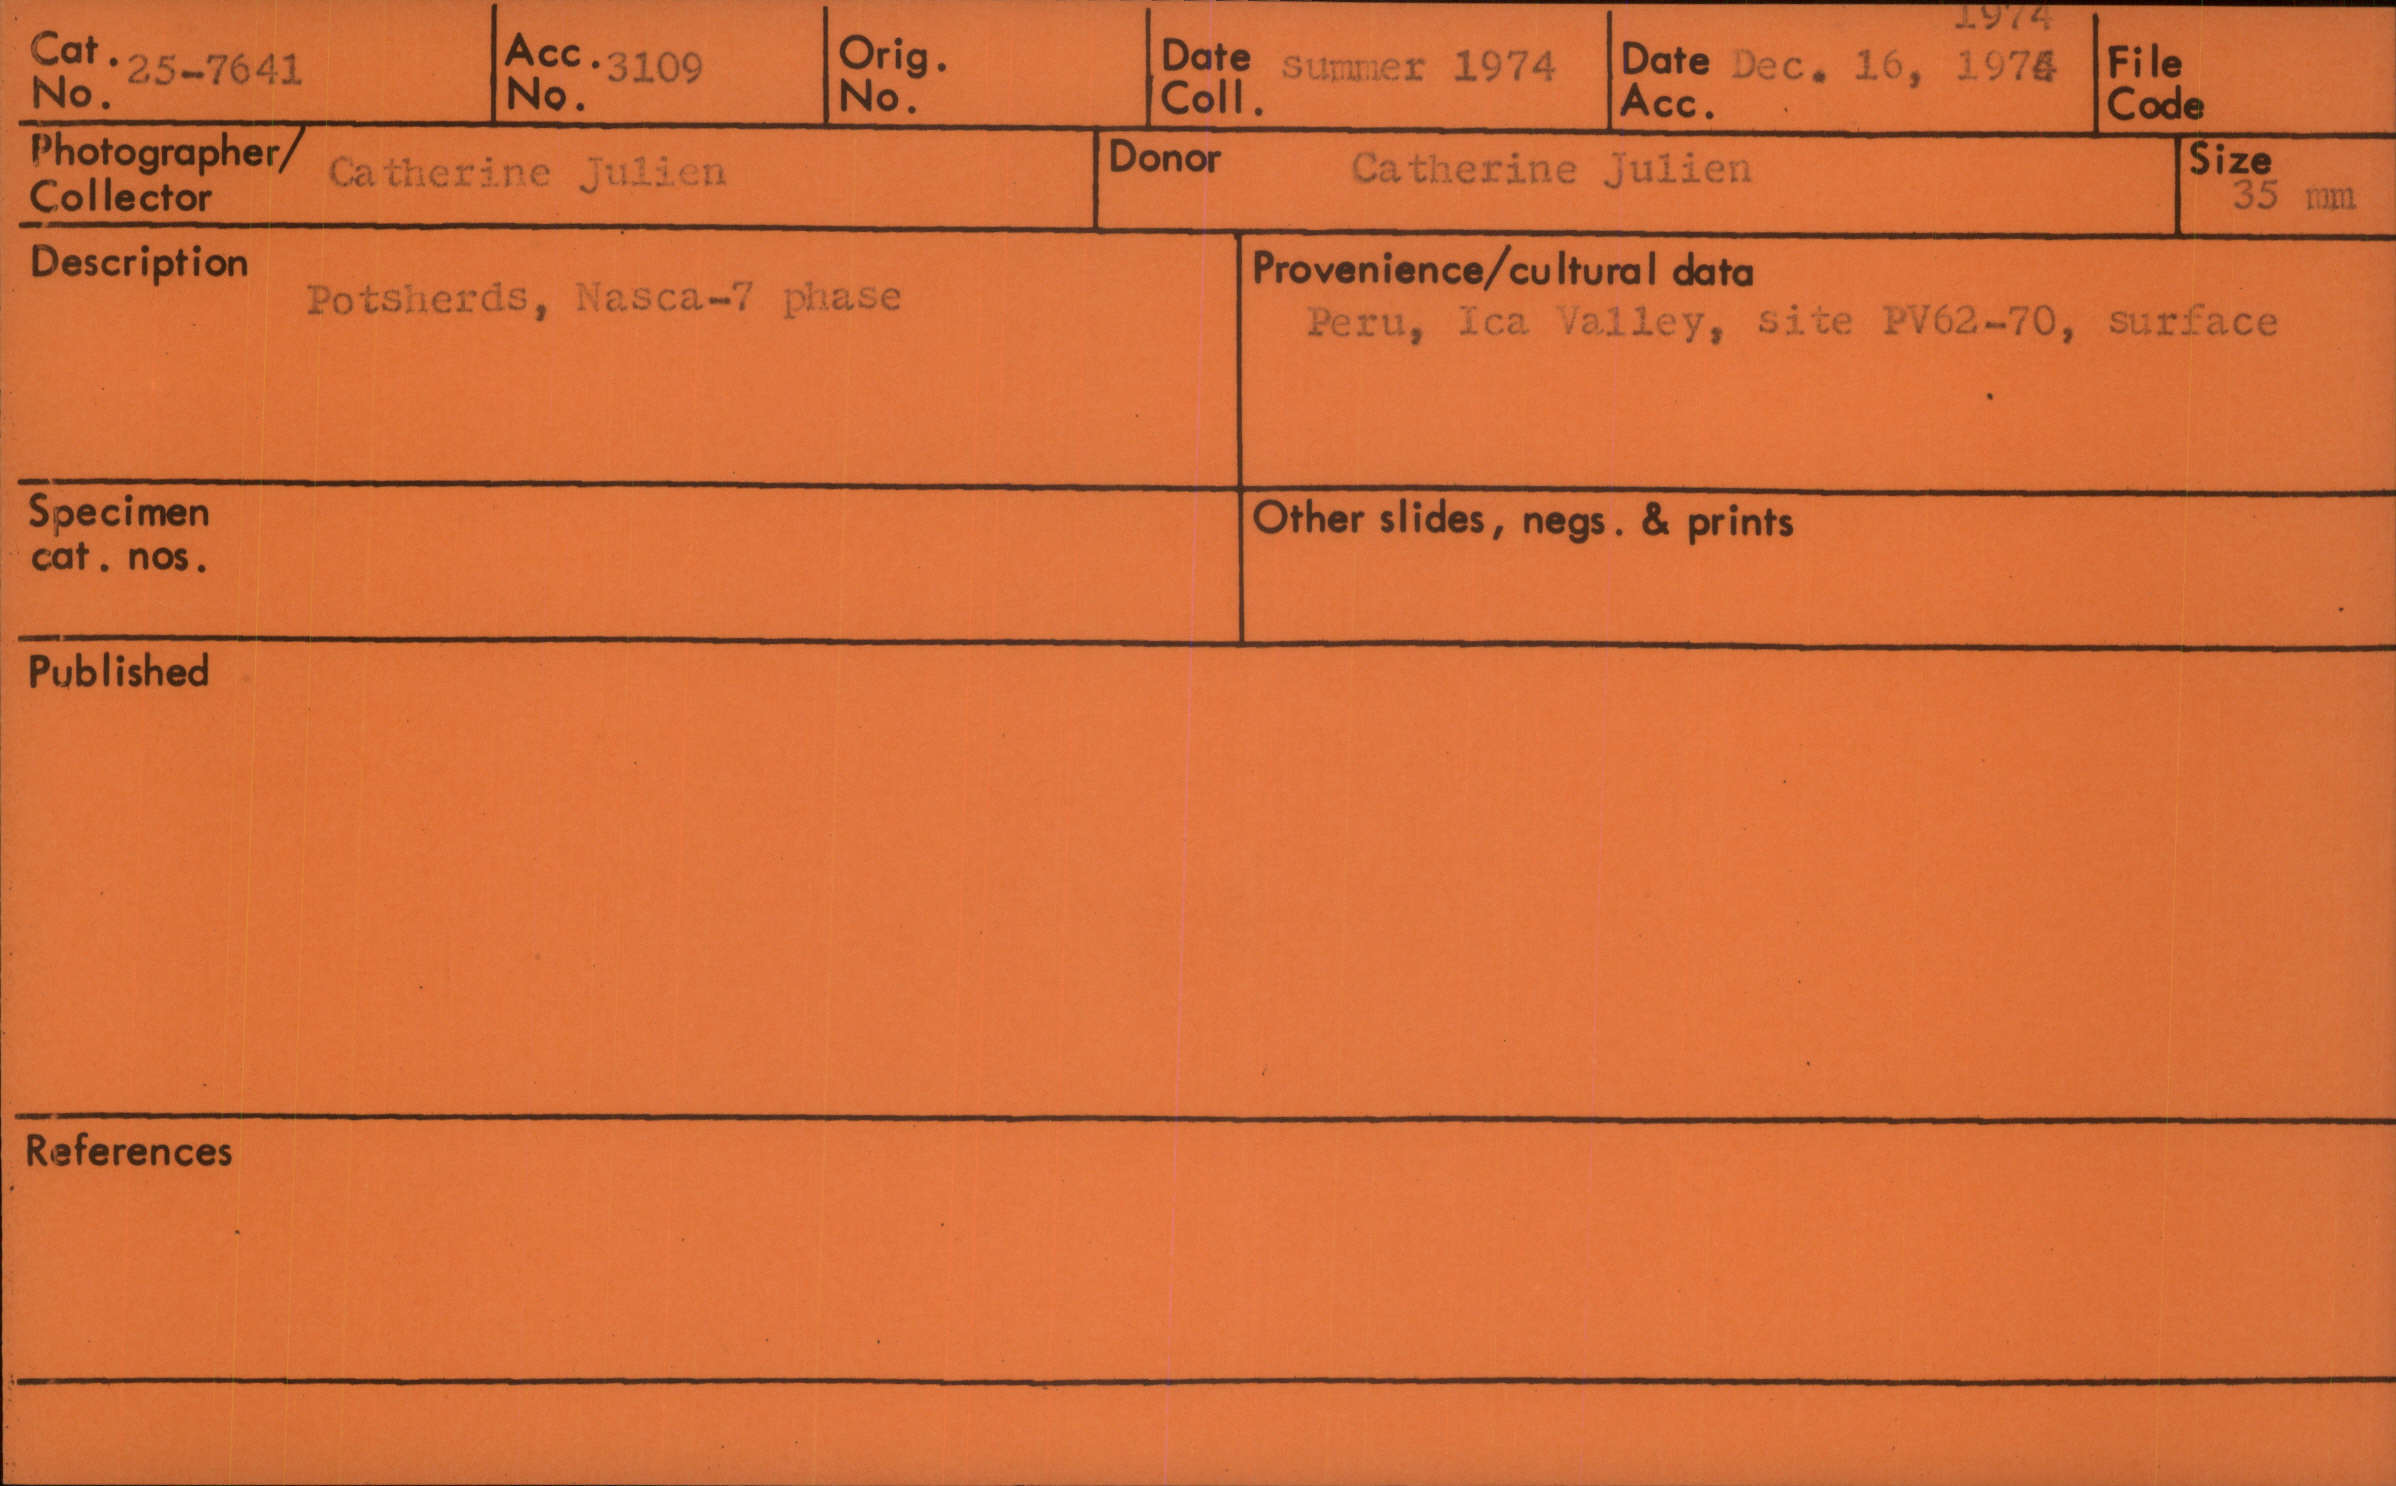 1974
Cat. No. 25-7641 Acc. No. 3109 Orig. No. Date Coll. summer 1974 Date Acc. Dec. 16, 1974 File Code
Photographer/ Collector Catherine Julien Donor Catherine Julien Size 35 mm
Description Provenience/cultural data
Potsherds, Nasca-7 phase Peru, Ica Valley, site PV62-70, surface
Specimen cat. nos. Other slides, negs. & prints
Published
References